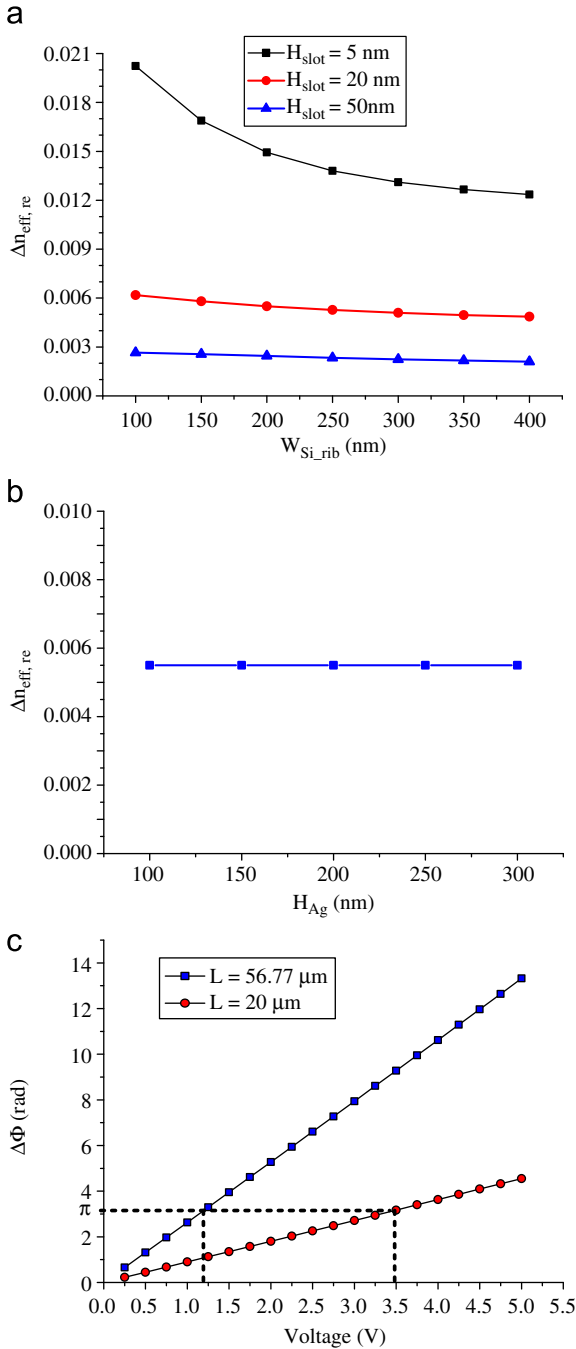 a
H_slot = 5 nm
H_slot = 20 nm
H_slot = 50nm
0.021
0.018
0.015
0.012
0.009
0.006
0.003
0.000
Δn_eff, re
100 150 200 250 300 350 400
W_Si_rib (nm)
b
0.010
0.008
0.006
0.004
0.002
0.000
Δn_eff, re
100 150 200 250 300
H_Ag (nm)
c
L = 56.77 μm
L = 20 μm
14
12
10
8
6
4
π
2
0
ΔΦ (rad)
0.0 0.5 1.0 1.5 2.0 2.5 3.0 3.5 4.0 4.5 5.0 5.5
Voltage (V)